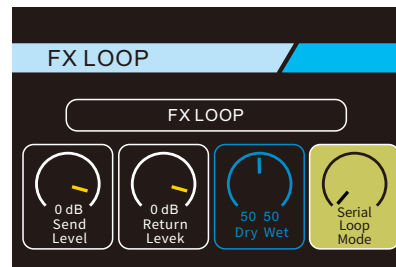 FX LOOP
FX LOOP
0 dB
Send
Level
0 dB
Return
Levek
50 50
Dry Wet
Serial
Loop
Mode